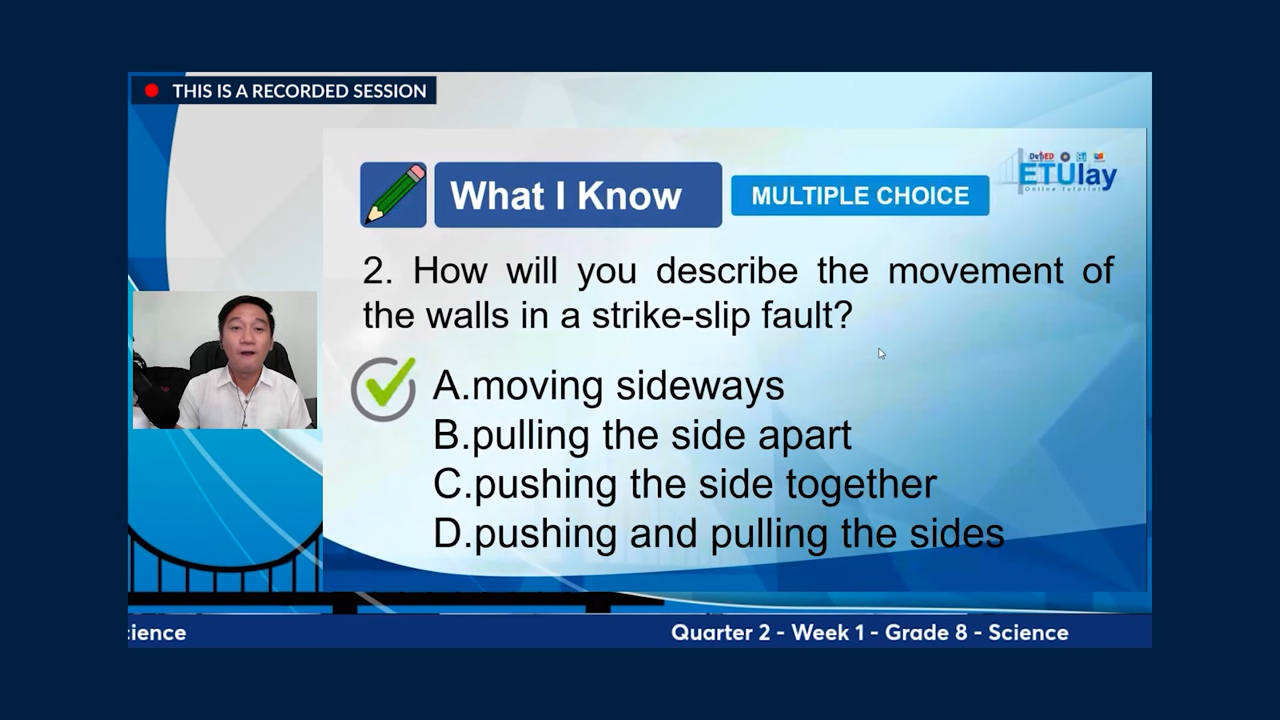 THIS IS A RECORDED SESSION
DepED
ETUlay
Online Tutorial
What I Know
MULTIPLE CHOICE
2. How will you describe the movement of
the walls in a strike-slip fault?
A.moving sideways
B.pulling the side apart
C.pushing the side together
D.pushing and pulling the sides
cience
Quarter 2 - Week 1 - Grade 8 - Science